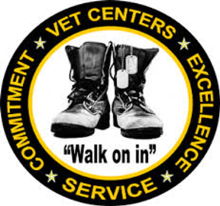 VET CENTERS
COMMITMENT
EXCELLENCE
"Walk on in"
SERVICE